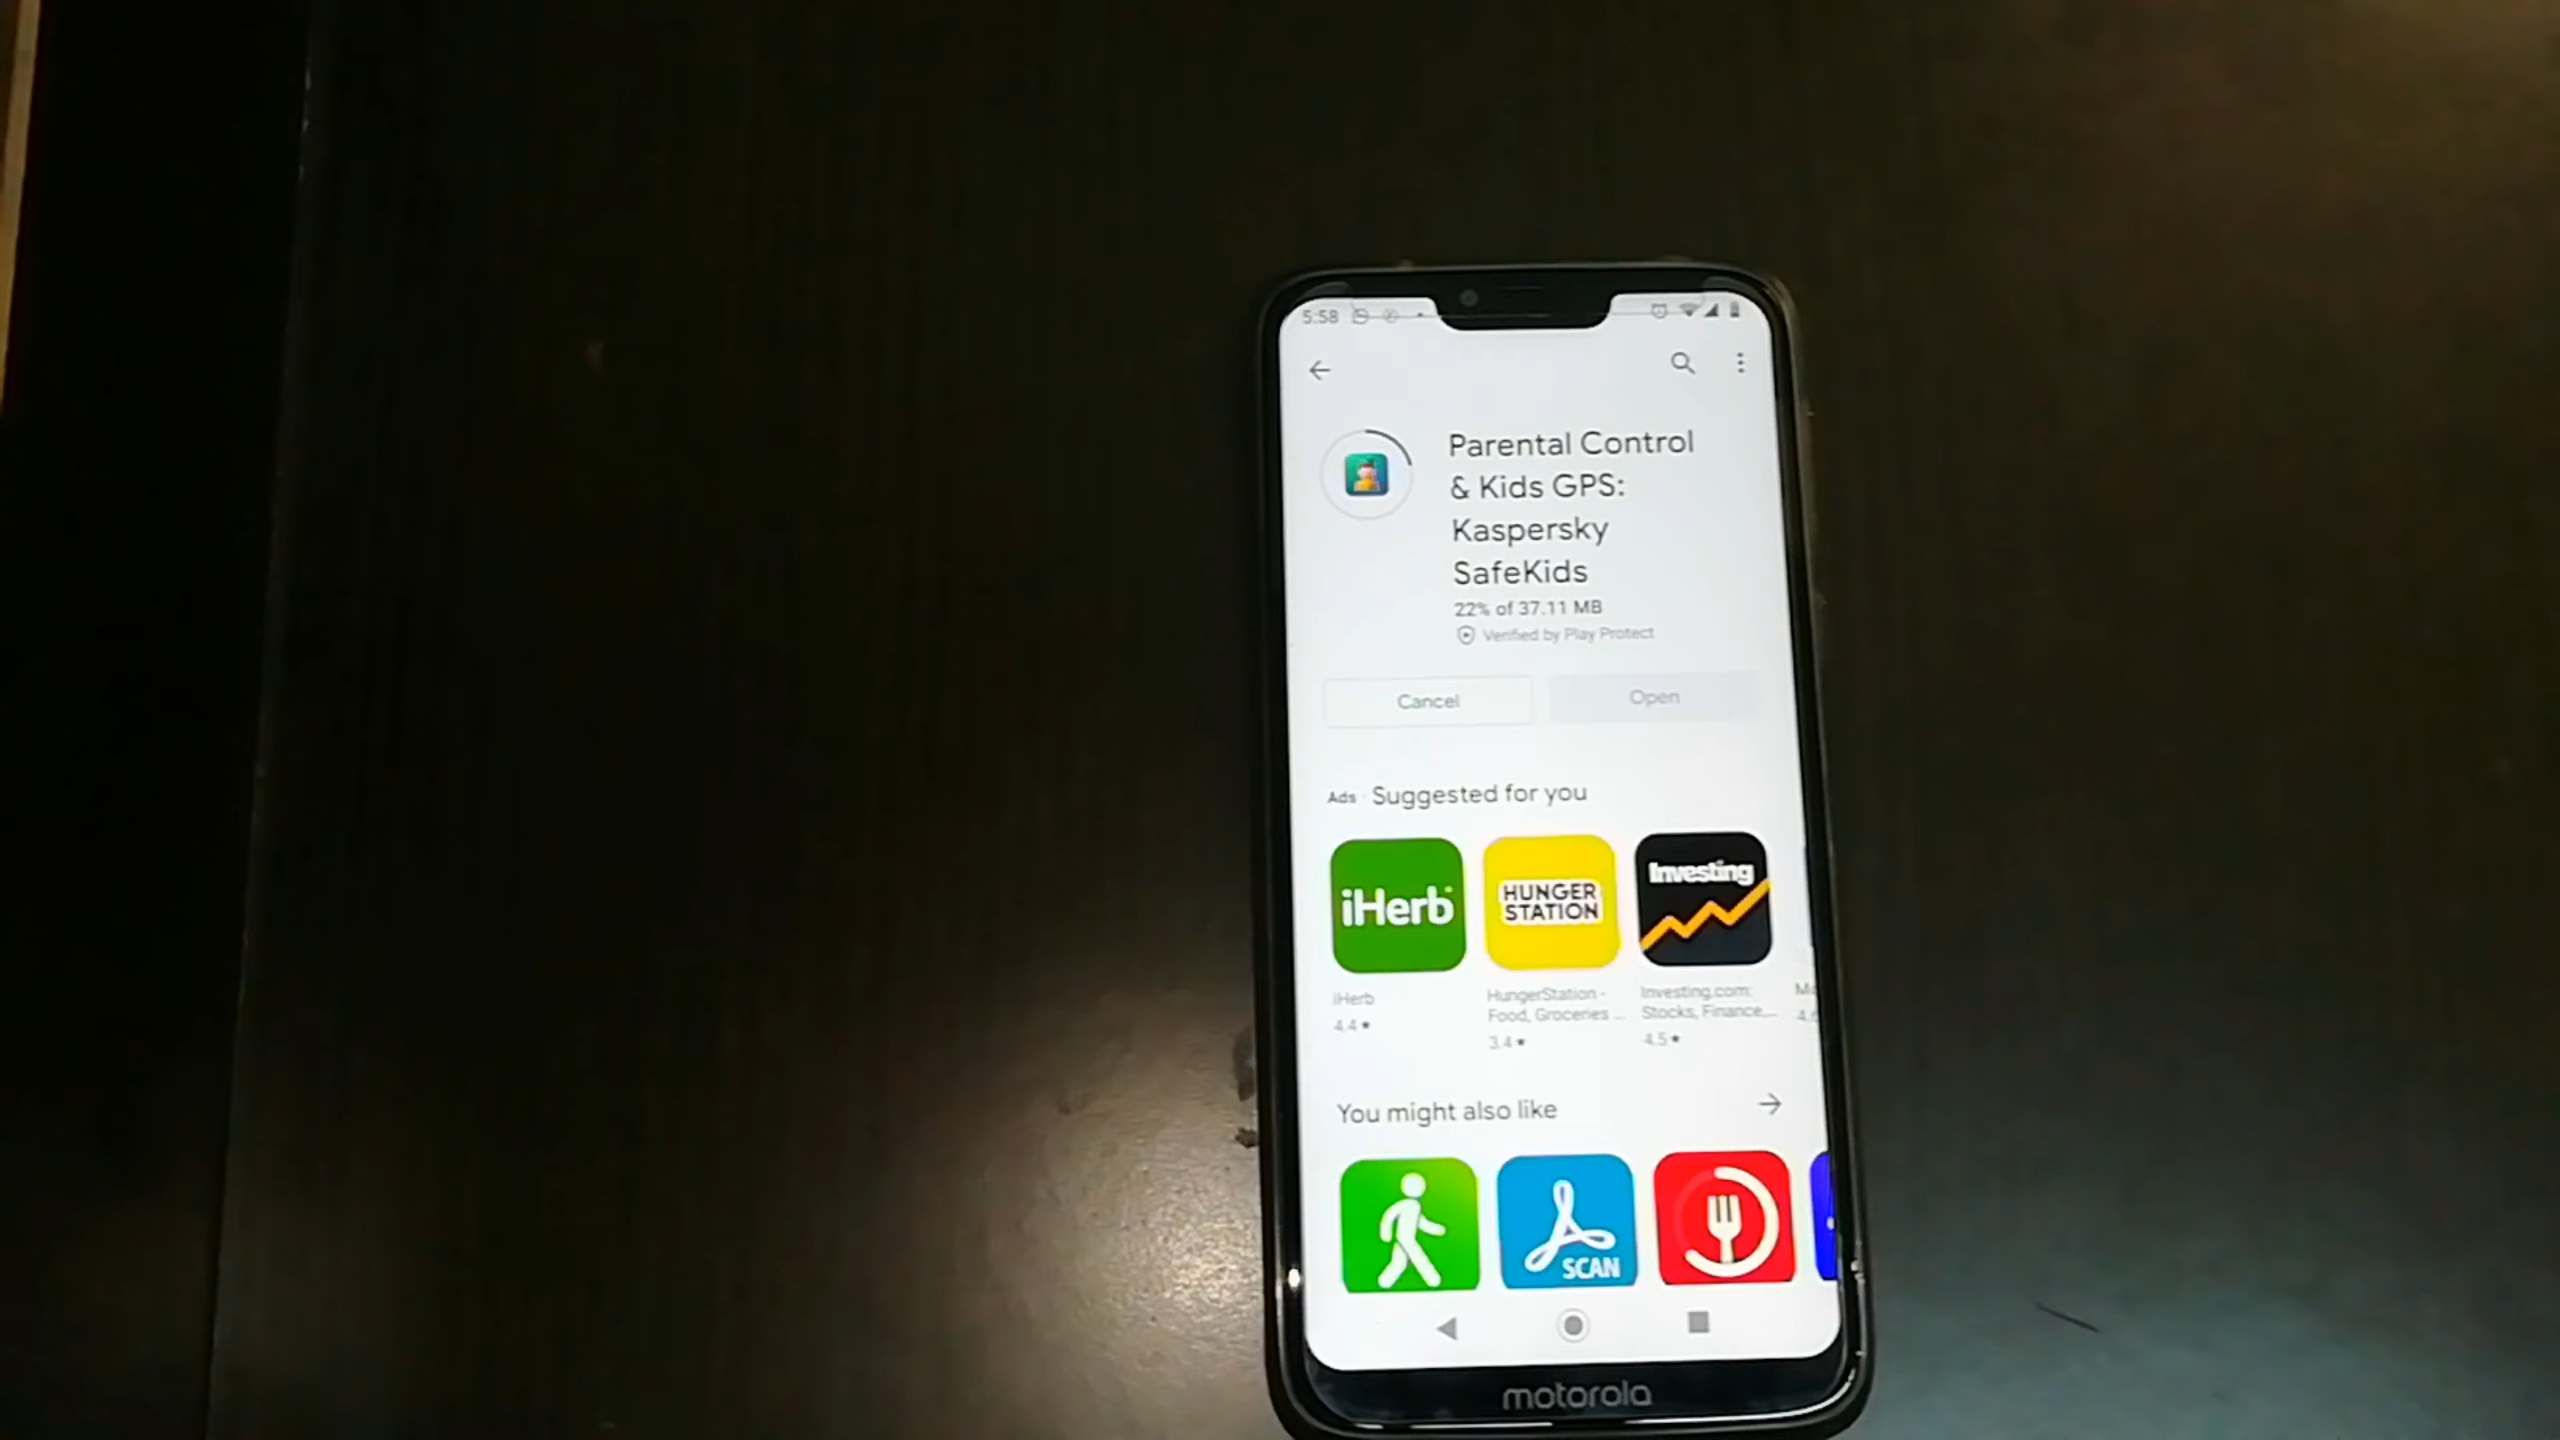 5:58
Parental Control
& Kids GPS:
Kaspersky
SafeKids
22% of 37.11 MB
Verified by Play Protect
Cancel
Open
Ads · Suggested for you
iHerb
HUNGER
STATION
Investing
iHerb
4.4★
HungerStation -
Food, Groceries ...
3.4★
Investing.com:
Stocks, Finance,...
4.5★
You might also like
SCAN
motorola